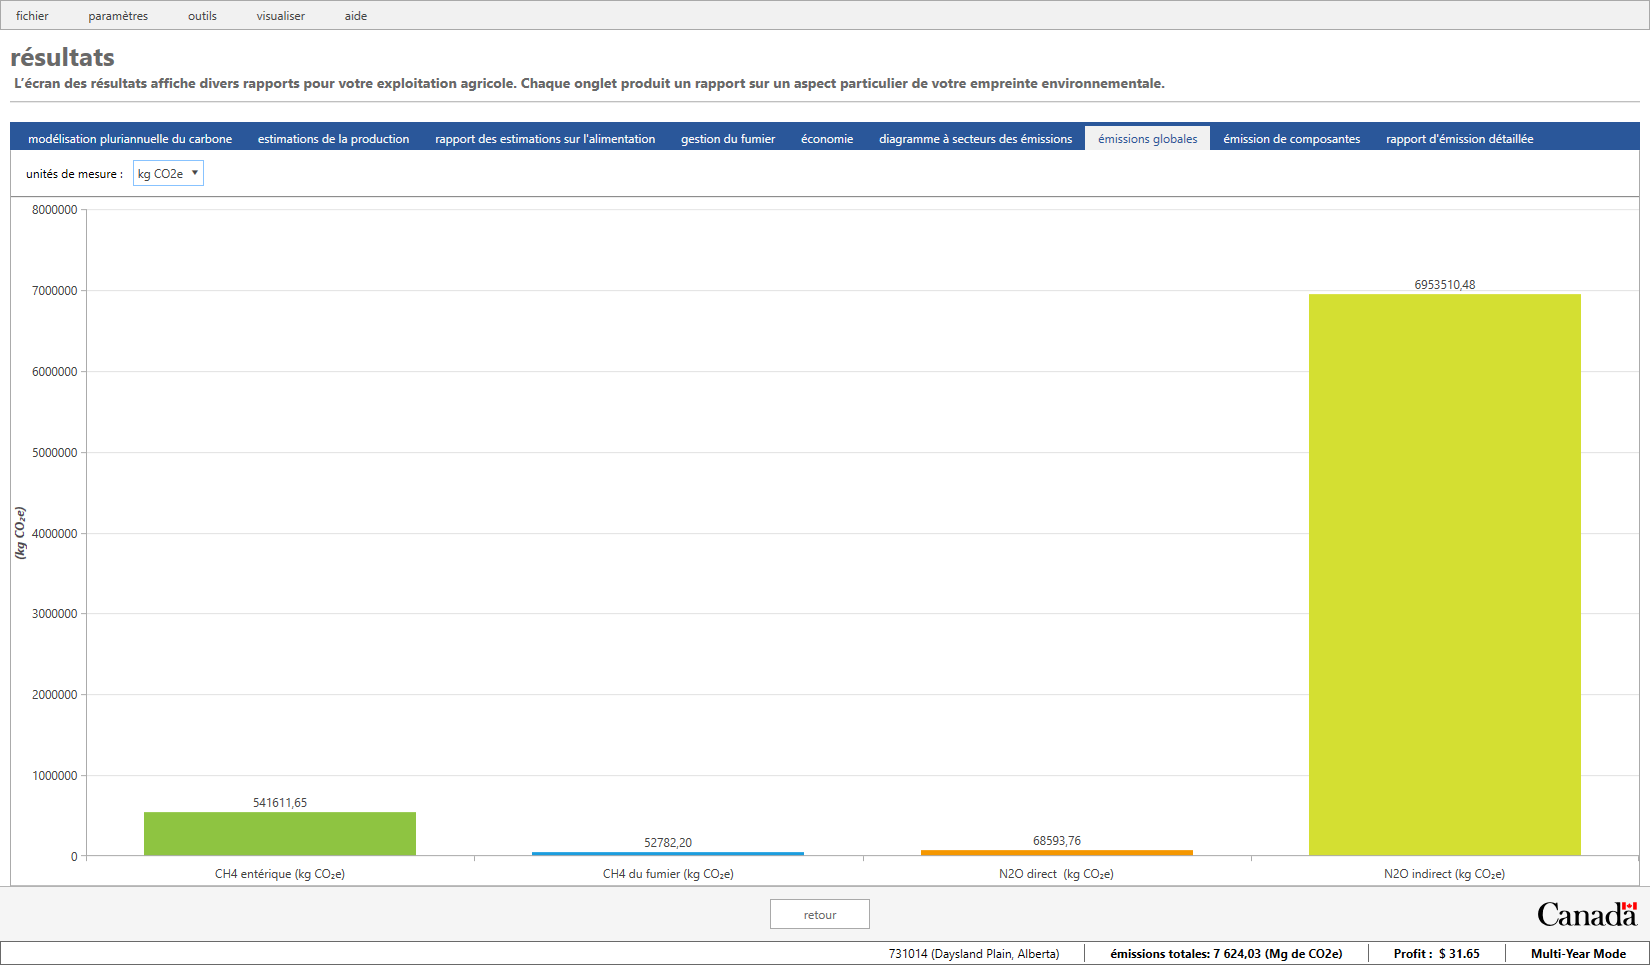 fichier paramètres outils visualiser aide
résultats
L'écran des résultats affiche divers rapports pour votre exploitation agricole. Chaque onglet produit un rapport sur un aspect particulier de votre empreinte environnementale.
modélisation pluriannuelle du carbone estimations de la production rapport des estimations sur l'alimentation gestion du fumier économie diagramme à secteurs des émissions émissions globales émission de composantes rapport d'émission détaillée
unités de mesure : kg CO2e
8000000
7000000
6000000
5000000
4000000
3000000
2000000
1000000
0
(kg CO₂e)
541611,65
52782,20
68593,76
6953510,48
CH4 entérique (kg CO₂e)
CH4 du fumier (kg CO₂e)
N2O direct (kg CO₂e)
N2O indirect (kg CO₂e)
retour
Canada
731014 (Daysland Plain, Alberta) émissions totales: 7 624,03 (Mg de CO2e) Profit : $ 31.65 Multi-Year Mode